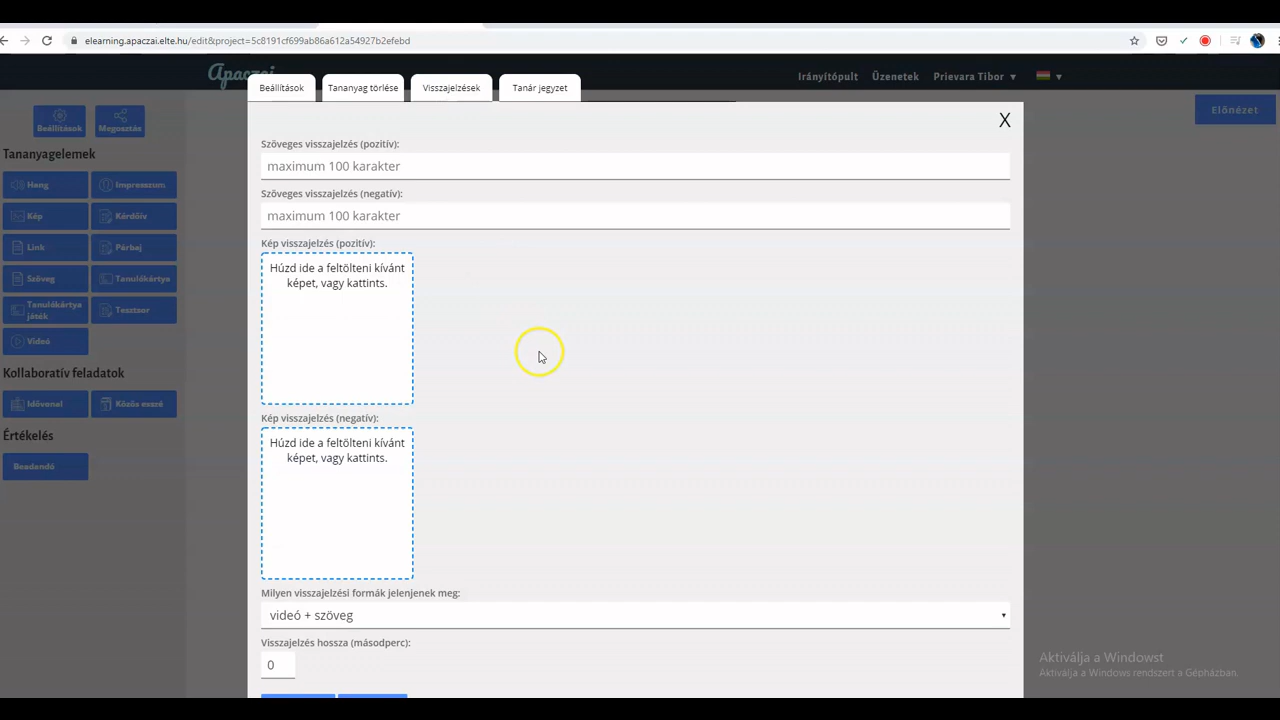 elearning.apaczai.elte.hu/edit&project=5c8191cf699ab86a612a54927b2efebd
Apaczai
Irányítópult
Üzenetek
Prievara Tibor
Beállítások
Tananyag törlése
Visszajelzések
Tanár jegyzet
Előnézet
X
Beállítások
Megosztás
Tananyagelemek
Hang
Impresszum
Kép
Kérdőív
Link
Párbaj
Szöveg
Tanulókártya
Tanulókártya
játék
Tesztsor
Videó
Kollaboratív feladatok
Idővonal
Közös esszé
Értékelés
Beadandó
Szöveges visszajelzés (pozitív):
maximum 100 karakter
Szöveges visszajelzés (negatív):
maximum 100 karakter
Kép visszajelzés (pozitív):
Húzd ide a feltölteni kívánt
képet, vagy kattints.
Kép visszajelzés (negatív):
Húzd ide a feltölteni kívánt
képet, vagy kattints.
Milyen visszajelzési formák jelenjenek meg:
videó + szöveg
Visszajelzés hossza (másodperc):
0
Aktiválja a Windowst
Aktiválja a Windows rendszert a Gépházban.